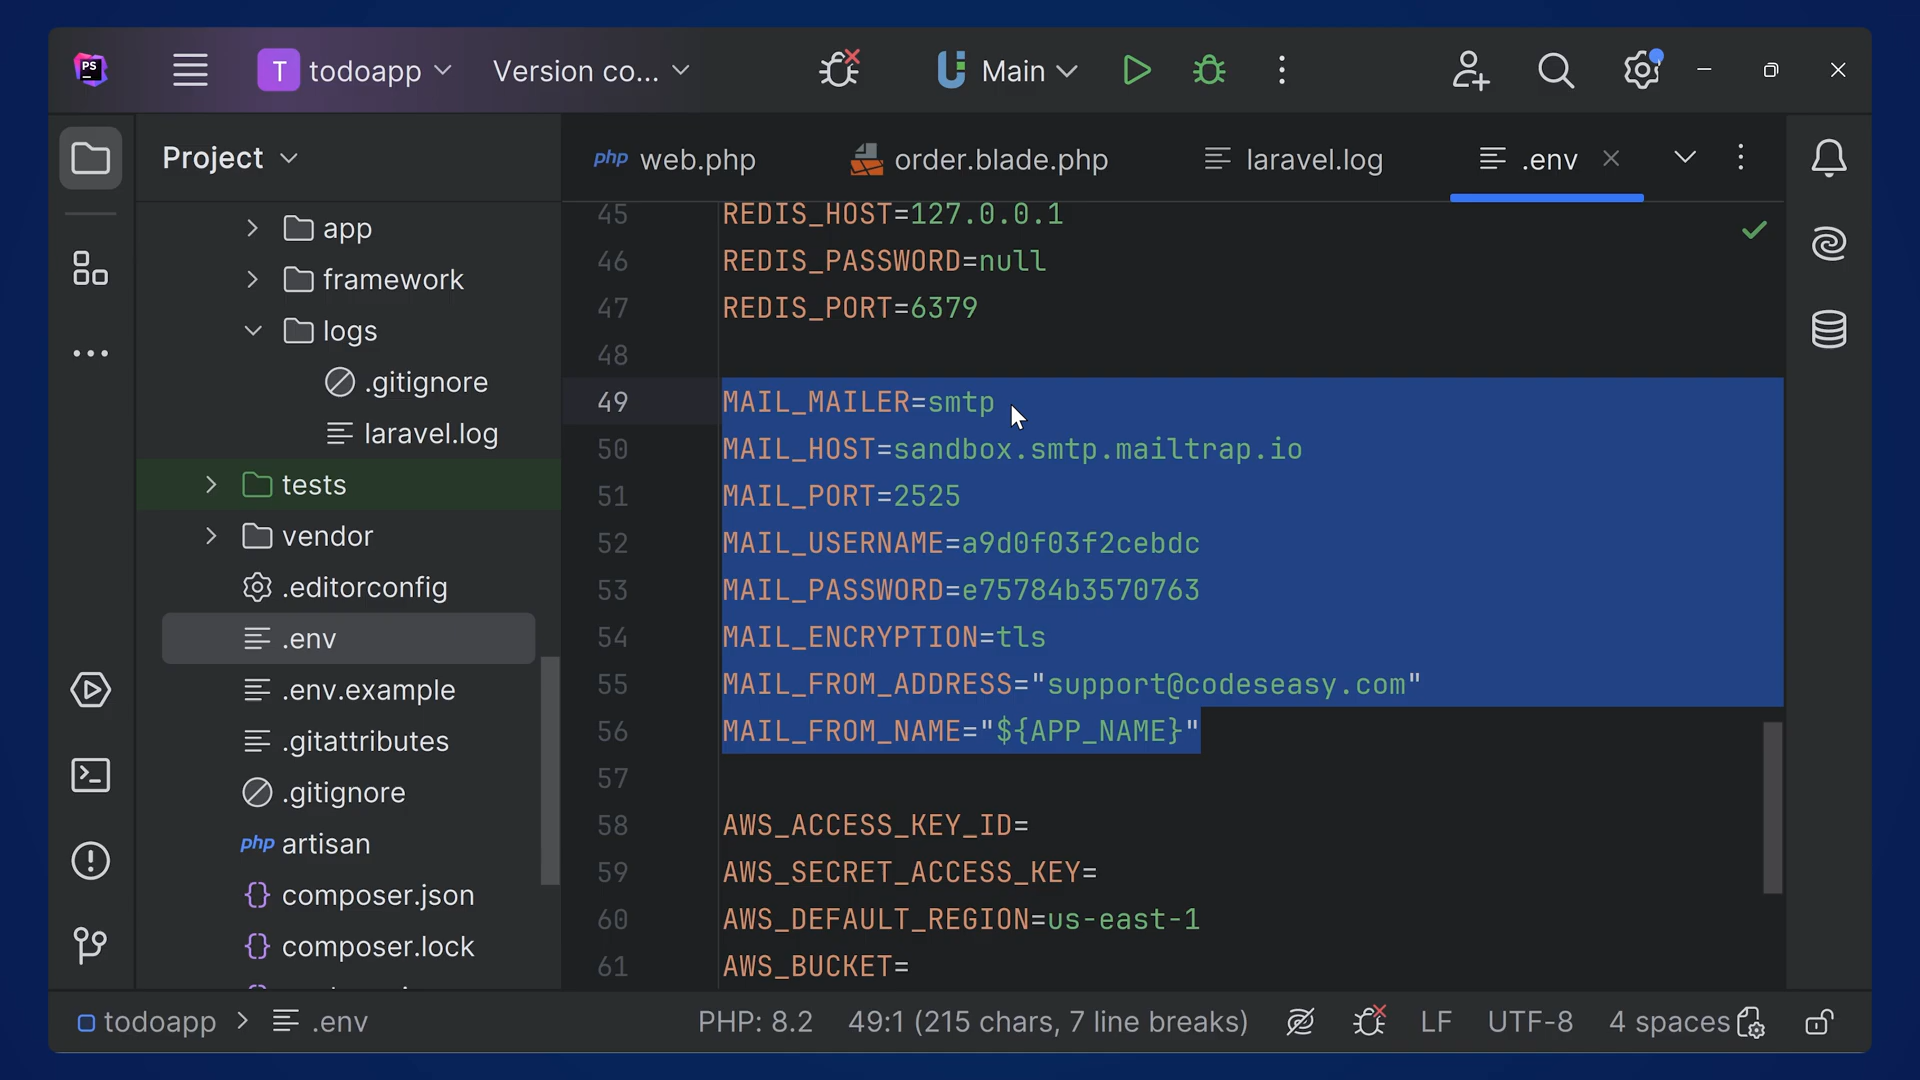 PS
T todoapp
Version co...
Main
Project
php web.php
order.blade.php
laravel.log
.env
app
framework
logs
.gitignore
laravel.log
tests
vendor
.editorconfig
.env
.env.example
.gitattributes
.gitignore
php artisan
{} composer.json
{} composer.lock
45 REDIS_HOST=127.0.0.1
46 REDIS_PASSWORD=null
47 REDIS_PORT=6379
48
49 MAIL_MAILER=smtp
50 MAIL_HOST=sandbox.smtp.mailtrap.io
51 MAIL_PORT=2525
52 MAIL_USERNAME=a9d0f03f2cebdc
53 MAIL_PASSWORD=e75784b3570763
54 MAIL_ENCRYPTION=tls
55 MAIL_FROM_ADDRESS="support@codeseasy.com"
56 MAIL_FROM_NAME="${APP_NAME}"
57
58 AWS_ACCESS_KEY_ID=
59 AWS_SECRET_ACCESS_KEY=
60 AWS_DEFAULT_REGION=us-east-1
61 AWS_BUCKET=
todoapp > .env
PHP: 8.2
49:1 (215 chars, 7 line breaks)
LF
UTF-8
4 spaces